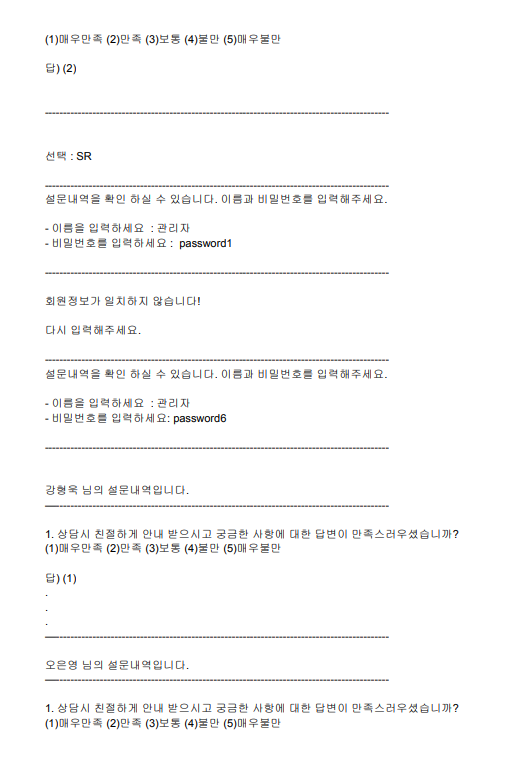 (1)매우만족 (2)만족 (3)보통 (4)불만 (5)매우불만
답) (2)
--------------------------------------------------------------------------------------------
선택 : SR
--------------------------------------------------------------------------------------------
설문내역을 확인 하실 수 있습니다. 이름과 비밀번호를 입력해주세요.
- 이름을 입력하세요 : 관리자
- 비밀번호를 입력하세요 : password1
--------------------------------------------------------------------------------------------
회원정보가 일치하지 않습니다!
다시 입력해주세요.
--------------------------------------------------------------------------------------------
설문내역을 확인 하실 수 있습니다. 이름과 비밀번호를 입력해주세요.
- 이름을 입력하세요 : 관리자
- 비밀번호를 입력하세요: password6
--------------------------------------------------------------------------------------------
강형욱 님의 설문내역입니다.
—-----------------------------------------------------------------------------------------
1. 상담시 친절하게 안내 받으시고 궁금한 사항에 대한 답변이 만족스러우셨습니까?
(1)매우만족 (2)만족 (3)보통 (4)불만 (5)매우불만
답) (1)
.
.
.
—-----------------------------------------------------------------------------------------
오은영 님의 설문내역입니다.
—-----------------------------------------------------------------------------------------
1. 상담시 친절하게 안내 받으시고 궁금한 사항에 대한 답변이 만족스러우셨습니까?
(1)매우만족 (2)만족 (3)보통 (4)불만 (5)매우불만